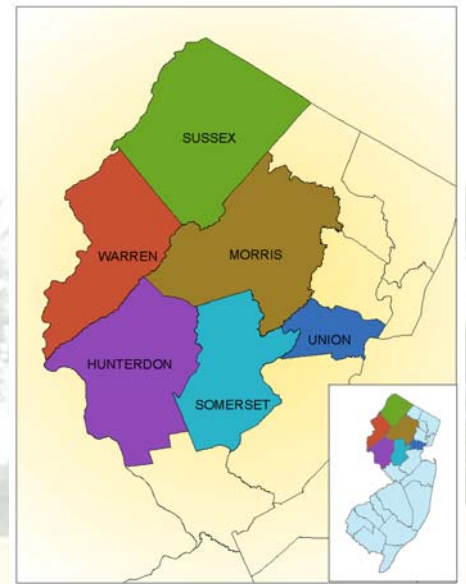 SUSSEX
WARREN
MORRIS
UNION
HUNTERDON
SOMERSET